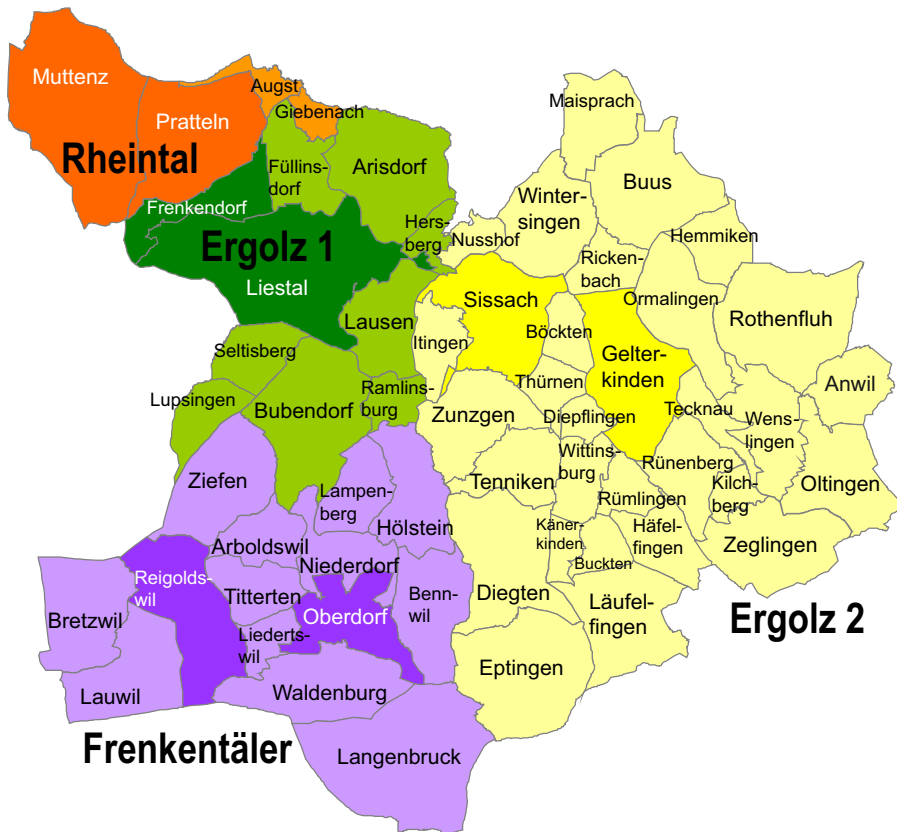 Muttenz
Augst
Giebenach
Pratteln
Rheintal
Maisprach
Füllins-
dorf
Arisdorf
Buus
Winter-
singen
Frenkendorf
Hers-
berg
Nusshof
Hemmiken
Ergolz 1
Ricken-
bach
Liestal
Sissach
Ormalingen
Lausen
Itingen
Böckten
Rothenfluh
Gelter-
kinden
Seltisberg
Thürnen
Anwil
Lupsingen
Bubendorf
Ramlins-
burg
Zunzgen
Diepflingen
Tecknau
Wens-
lingen
Wittins-
burg
Rünenberg
Ziefen
Lampen-
berg
Tenniken
Rümlingen
Kilch-
berg
Oltingen
Hölstein
Käner-
kinden
Häfel-
fingen
Zeglingen
Arboldswil
Niederdorf
Buckten
Reigolds-
wil
Titterten
Benn-
wil
Diegten
Läufel-
fingen
Bretzwil
Oberdorf
Ergolz 2
Liederts-
wil
Eptingen
Lauwil
Waldenburg
Frenkentäler
Langenbruck